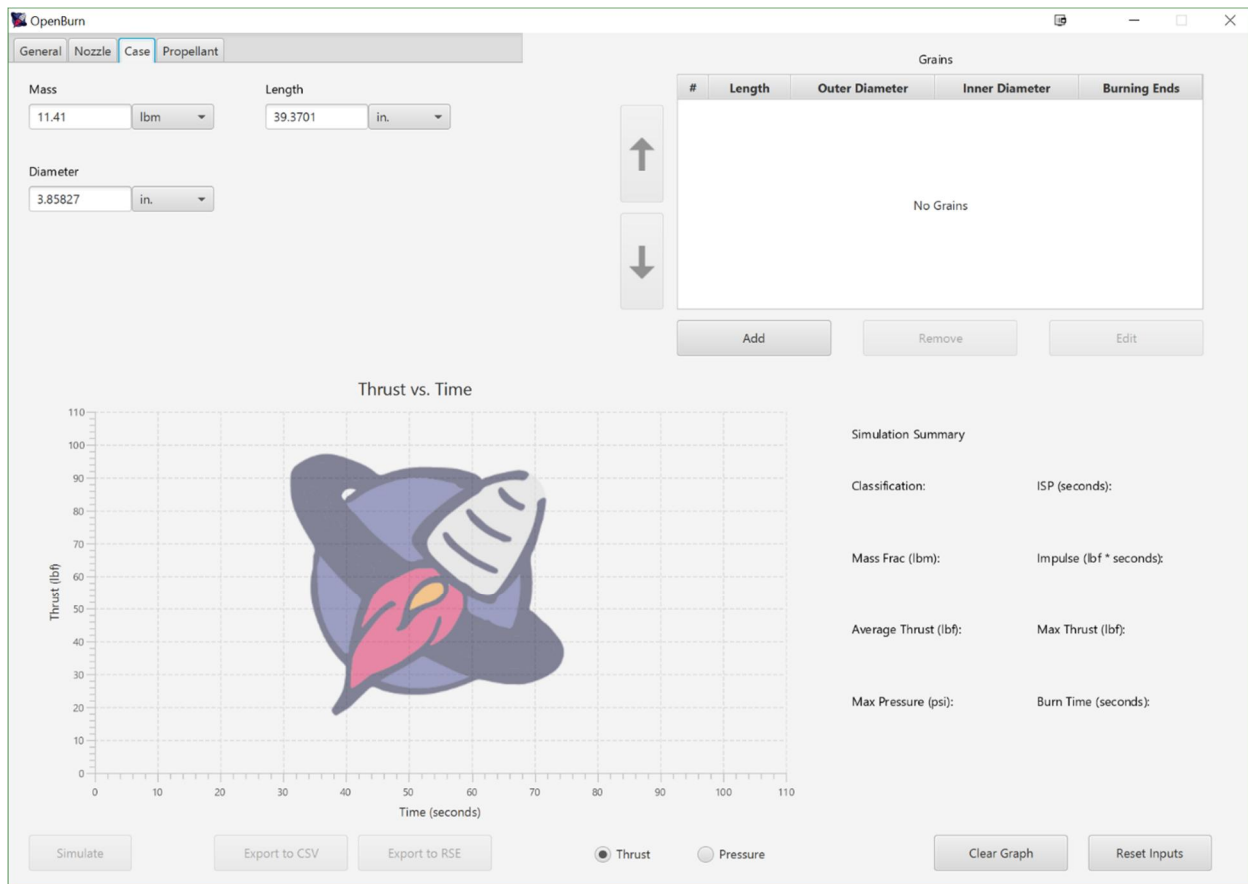 OpenBurn
General Nozzle Case Propellant
Mass Length
11.41 lbm 39.3701 in.
Diameter
3.85827 in.
Grains
# Length Outer Diameter Inner Diameter Burning Ends
No Grains
Add Remove Edit
Thrust vs. Time
Thrust (lbf)
110
100
90
80
70
60
50
40
30
20
10
0
0 10 20 30 40 50 60 70 80 90 100 110
Time (seconds)
Simulation Summary
Classification: ISP (seconds):
Mass Frac (lbm): Impulse (lbf * seconds):
Average Thrust (lbf): Max Thrust (lbf):
Max Pressure (psi): Burn Time (seconds):
Simulate Export to CSV Export to RSE Thrust Pressure Clear Graph Reset Inputs